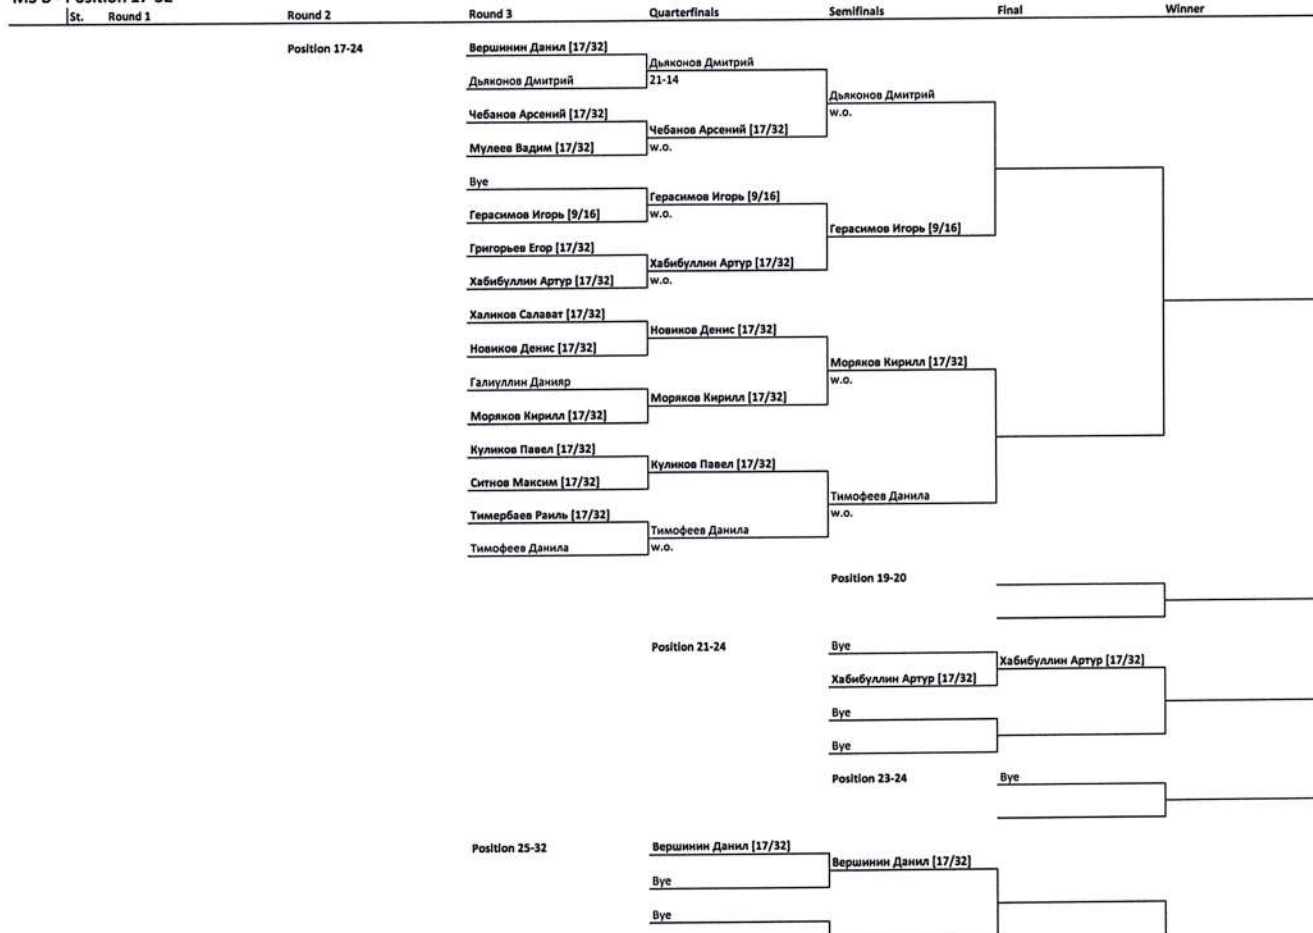 St. Round 1 Round 2 Round 3 Quarterfinals Semifinals Final Winner
Position 17-24
Вершинин Данил [17/32]
Дьяконов Дмитрий
Дьяконов Дмитрий
21-14
Дьяконов Дмитрий
w.o.
Чебанов Арсений [17/32]
Чебанов Арсений [17/32]
Мулеев Вадим [17/32]
w.o.
Bye
Герасимов Игорь [9/16]
Герасимов Игорь [9/16]
w.o.
Герасимов Игорь [9/16]
Григорьев Егор [17/32]
Хабибуллин Артур [17/32]
Хабибуллин Артур [17/32]
w.o.
Халиков Салават [17/32]
Новиков Денис [17/32]
Новиков Денис [17/32]
Моряков Кирилл [17/32]
w.o.
Галиуллин Данияр
Моряков Кирилл [17/32]
Моряков Кирилл [17/32]
Куликов Павел [17/32]
Куликов Павел [17/32]
Ситнов Максим [17/32]
Тимофеев Данила
w.o.
Тимербаев Раиль [17/32]
Тимофеев Данила
Тимофеев Данила
w.o.
Position 19-20
Position 21-24
Bye
Хабибуллин Артур [17/32]
Хабибуллин Артур [17/32]
Bye
Bye
Position 23-24
Bye
Position 25-32
Вершинин Данил [17/32]
Вершинин Данил [17/32]
Bye
Bye